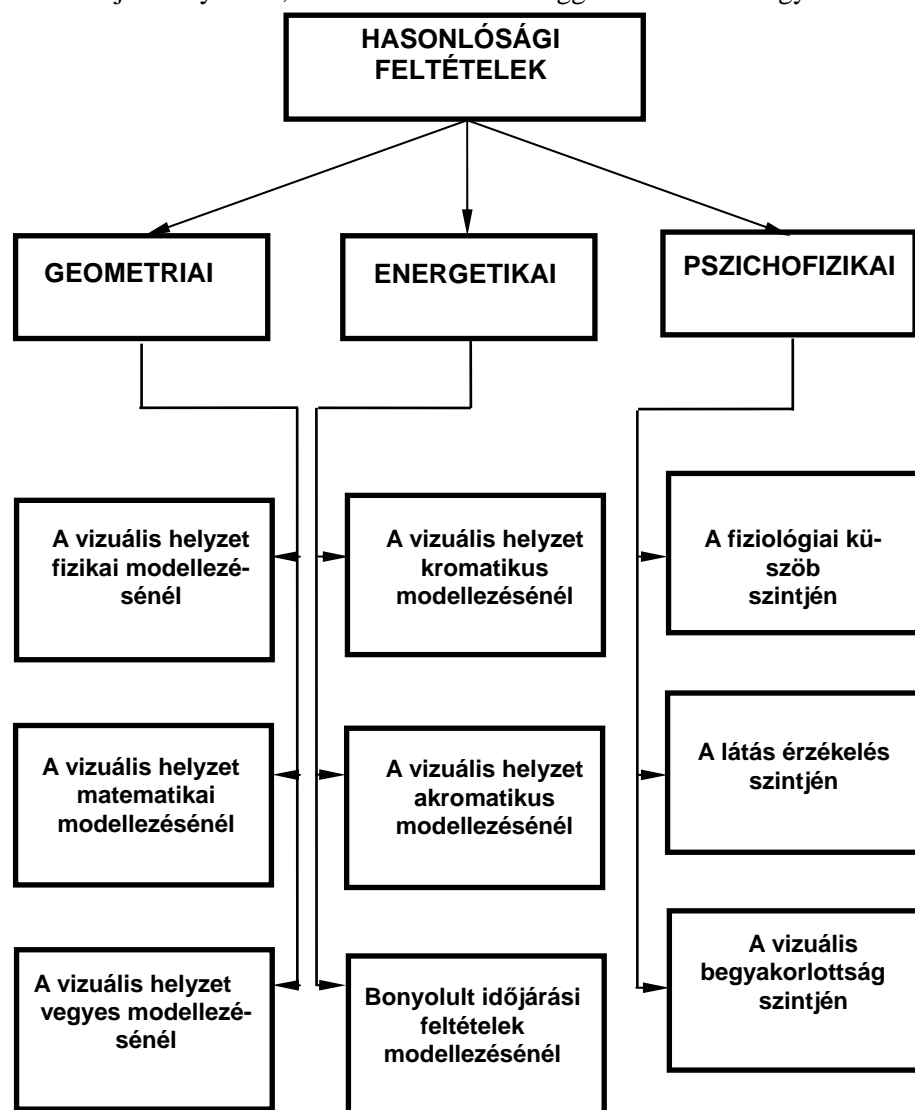 HASONLÓSÁGI
FELTÉTELEK
GEOMETRIAI
ENERGETIKAI
PSZICHOFIZIKAI
A vizuális helyzet
fizikai modellezé-
sénél
A vizuális helyzet
kromatikus
modellezésénél
A fiziológiai kü-
szöb
szintjén
A vizuális helyzet
matematikai
modellezésénél
A vizuális helyzet
akromatikus
modellezésénél
A látás érzékelés
szintjén
A vizuális helyzet
vegyes modellezé-
sénél
Bonyolult időjárási
feltételek
modellezésénél
A vizuális
begyakorlottság
szintjén